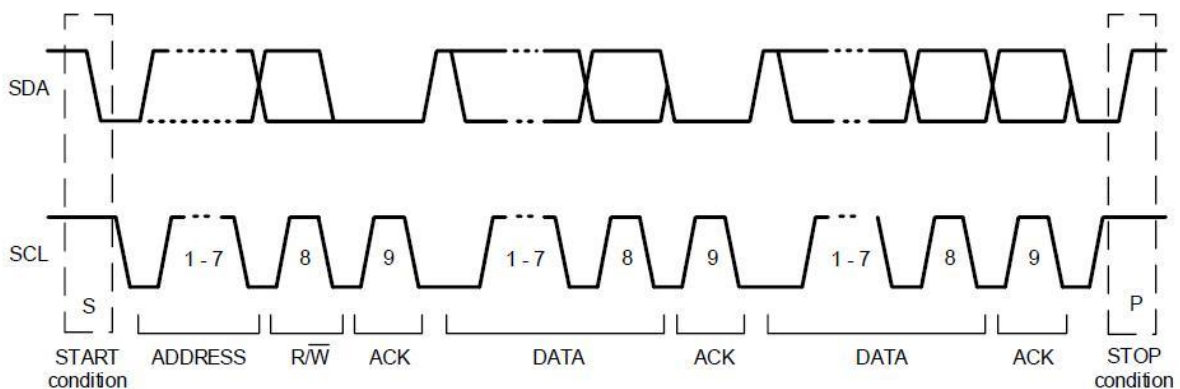 SDA
SCL
1 - 7
8
9
1 - 7
8
9
1 - 7
8
9
S
P
START
condition
ADDRESS
R/W̅
ACK
DATA
ACK
DATA
ACK
STOP
condition